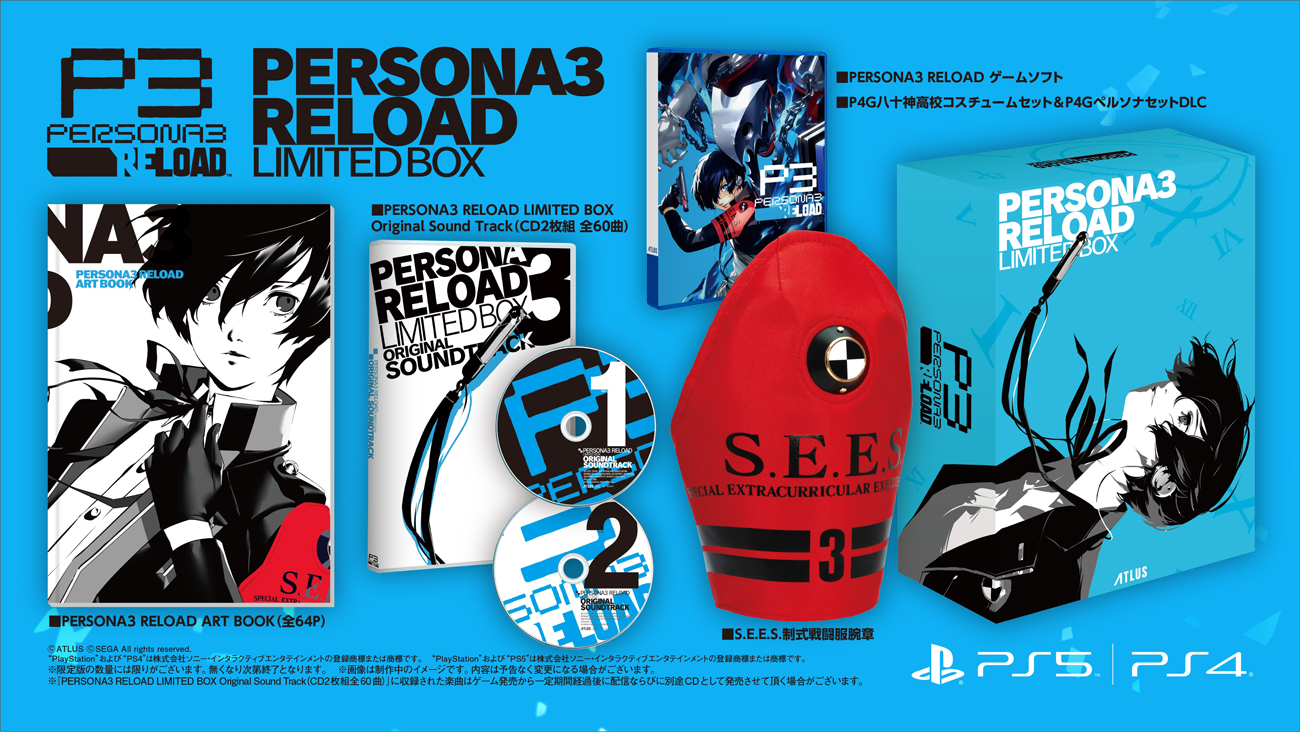 P3
PERSONA3
RELOAD™
PERSONA3
RELOAD
LIMITED BOX
■PERSONA3 RELOAD ゲームソフト
■P4G八十神高校コスチュームセット＆P4GペルソナセットDLC
P3
PERSONA3
RELOAD
ATLUS
■PERSONA3 RELOAD LIMITED BOX
Original Sound Track(CD2枚組 全60曲)
NA3
PERSONA3 RELOAD
ART BOOK
S.E
SPECIAL EXTR
■PERSONA3 RELOAD ART BOOK(全64P)
PERSONA3
RELOAD
LIMITED BOX
ORIGINAL
SOUNDTRACK
1
PERSONA3 RELOAD
ORIGINAL
SOUNDTRACK
2
PERSONA3 RELOAD
ORIGINAL
SOUNDTRACK
S.E.E.S.
SPECIAL EXTRACURRICULAR EXE
3
■S.E.E.S.制式戦闘服腕章
PERSONA3
RELOAD
LIMITED BOX
P3
PERSONA3
RELOAD
ATLUS
©ATLUS ©SEGA All rights reserved.
"PlayStation"および"PS4"は株式会社ソニー・インタラクティブエンタテインメントの登録商標または商標です。 "PlayStation"および"PS5"は株式会社ソニー・インタラクティブエンタテインメントの登録商標または商標です。
※限定版の数量には限りがございます。無くなり次第終了となります。 ※画像は制作中のイメージです。内容は予告なく変更になる場合がございます。
※『PERSONA3 RELOAD LIMITED BOX Original Sound Track(CD2枚組全60曲)』に収録された楽曲はゲーム発売から一定期間経過後に配信ならびに別途CDとして発売させて頂く場合がございます。
PS5™ PS4®